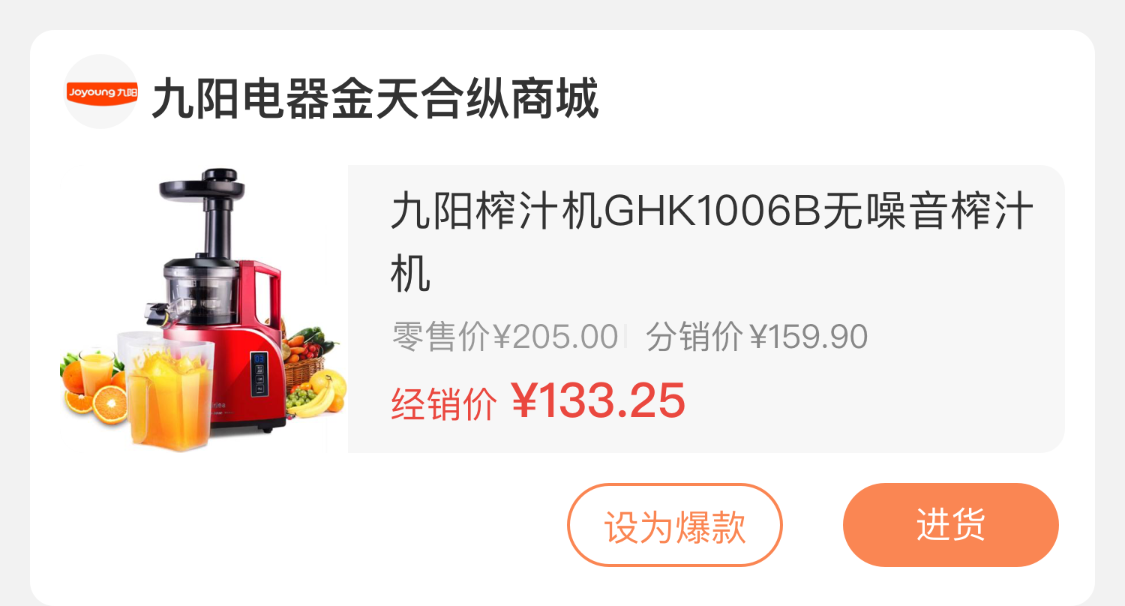 Joyoung 九阳
九阳电器金天合纵商城
九阳榨汁机GHK1006B无噪音榨汁
机
零售价¥205.00 | 分销价¥159.90
经销价 ¥133.25
设为爆款
进货